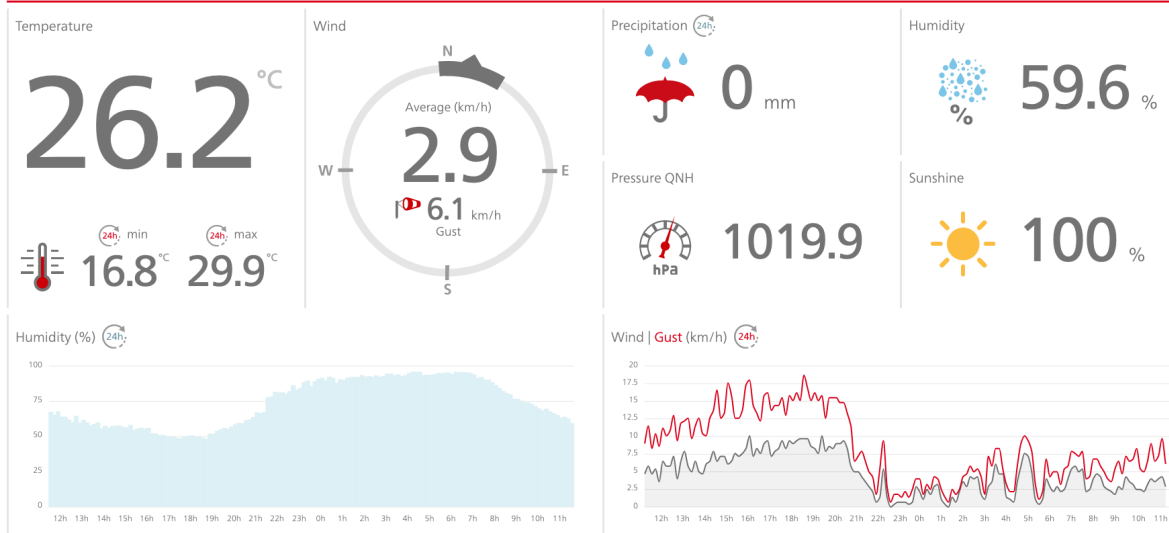 Temperature
26.2 °C
24h min
24h max
16.8 °C
29.9 °C
Wind
N
W
E
S
Average (km/h)
2.9
6.1 km/h
Gust
Precipitation 24h
0 mm
Humidity
%
59.6 %
Pressure QNH
hPa
1019.9
Sunshine
100 %
Humidity (%) 24h
100
75
50
25
0
12h 13h 14h 15h 16h 17h 18h 19h 20h 21h 22h 23h 0h 1h 2h 3h 4h 5h 6h 7h 8h 9h 10h 11h
Wind | Gust (km/h) 24h
20
17.5
15
12.5
10
7.5
5
2.5
0
12h 13h 14h 15h 16h 17h 18h 19h 20h 21h 22h 23h 0h 1h 2h 3h 4h 5h 6h 7h 8h 9h 10h 11h